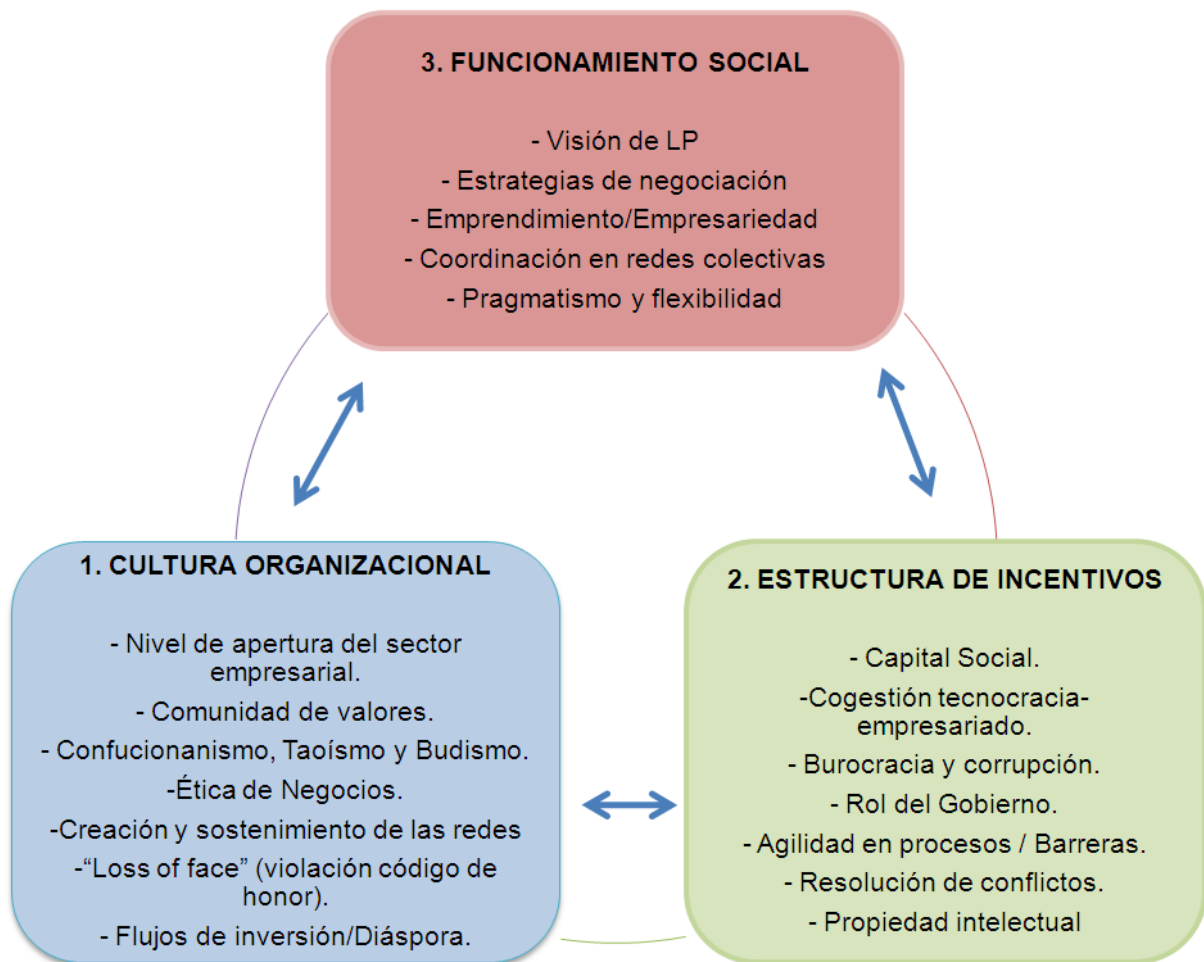 3. FUNCIONAMIENTO SOCIAL
- Visión de LP
- Estrategias de negociación
- Emprendimiento/Empresariedad
- Coordinación en redes colectivas
- Pragmatismo y flexibilidad
1. CULTURA ORGANIZACIONAL
- Nivel de apertura del sector
empresarial.
- Comunidad de valores.
- Confucionanismo, Taoísmo y Budismo.
-Ética de Negocios.
-Creación y sostenimiento de las redes
-“Loss of face” (violación código de
honor).
- Flujos de inversión/Diáspora.
2. ESTRUCTURA DE INCENTIVOS
- Capital Social.
-Cogestión tecnocracia-
empresariado.
- Burocracia y corrupción.
- Rol del Gobierno.
- Agilidad en procesos / Barreras.
- Resolución de conflictos.
- Propiedad intelectual